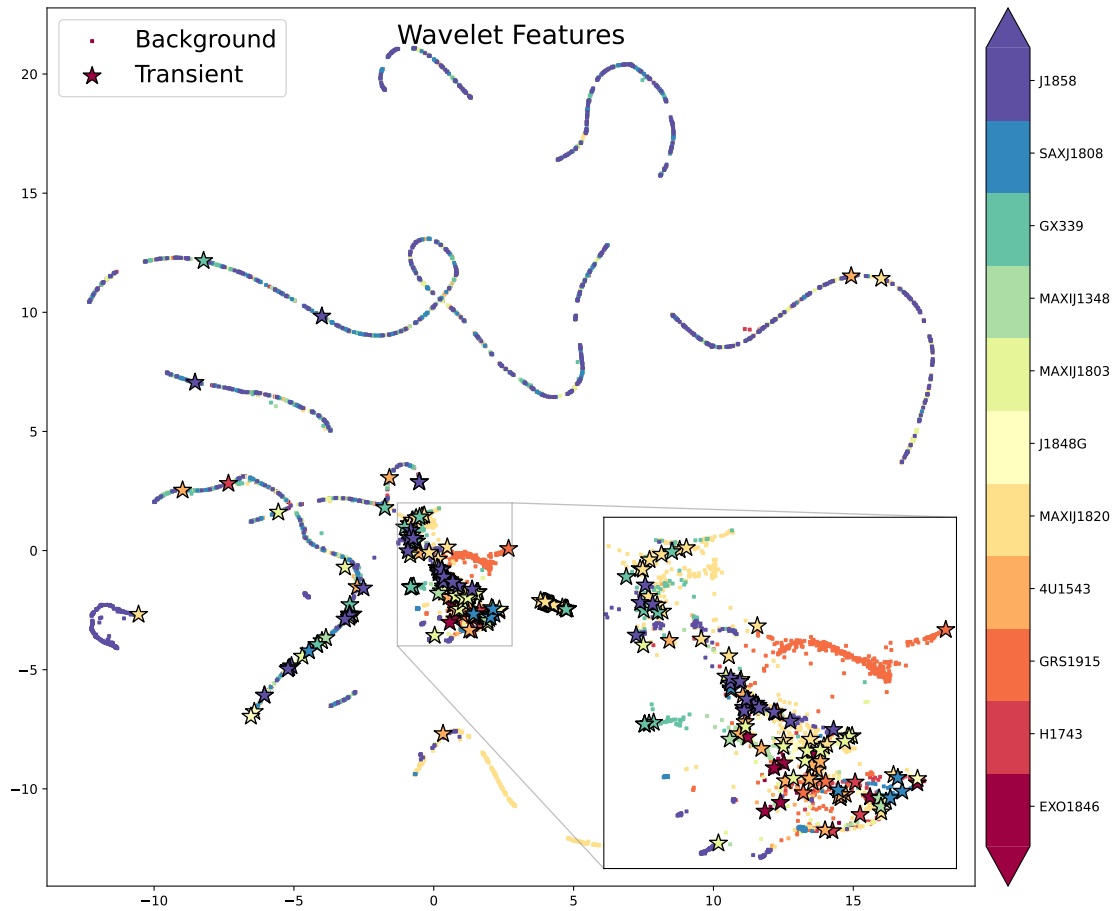 Wavelet Features
Background
Transient
20
15
10
5
0
−5
−10
−10
−5
0
5
10
15
J1858
SAXJ1808
GX339
MAXIJ1348
MAXIJ1803
J1848G
MAXIJ1820
4U1543
GRS1915
H1743
EXO1846